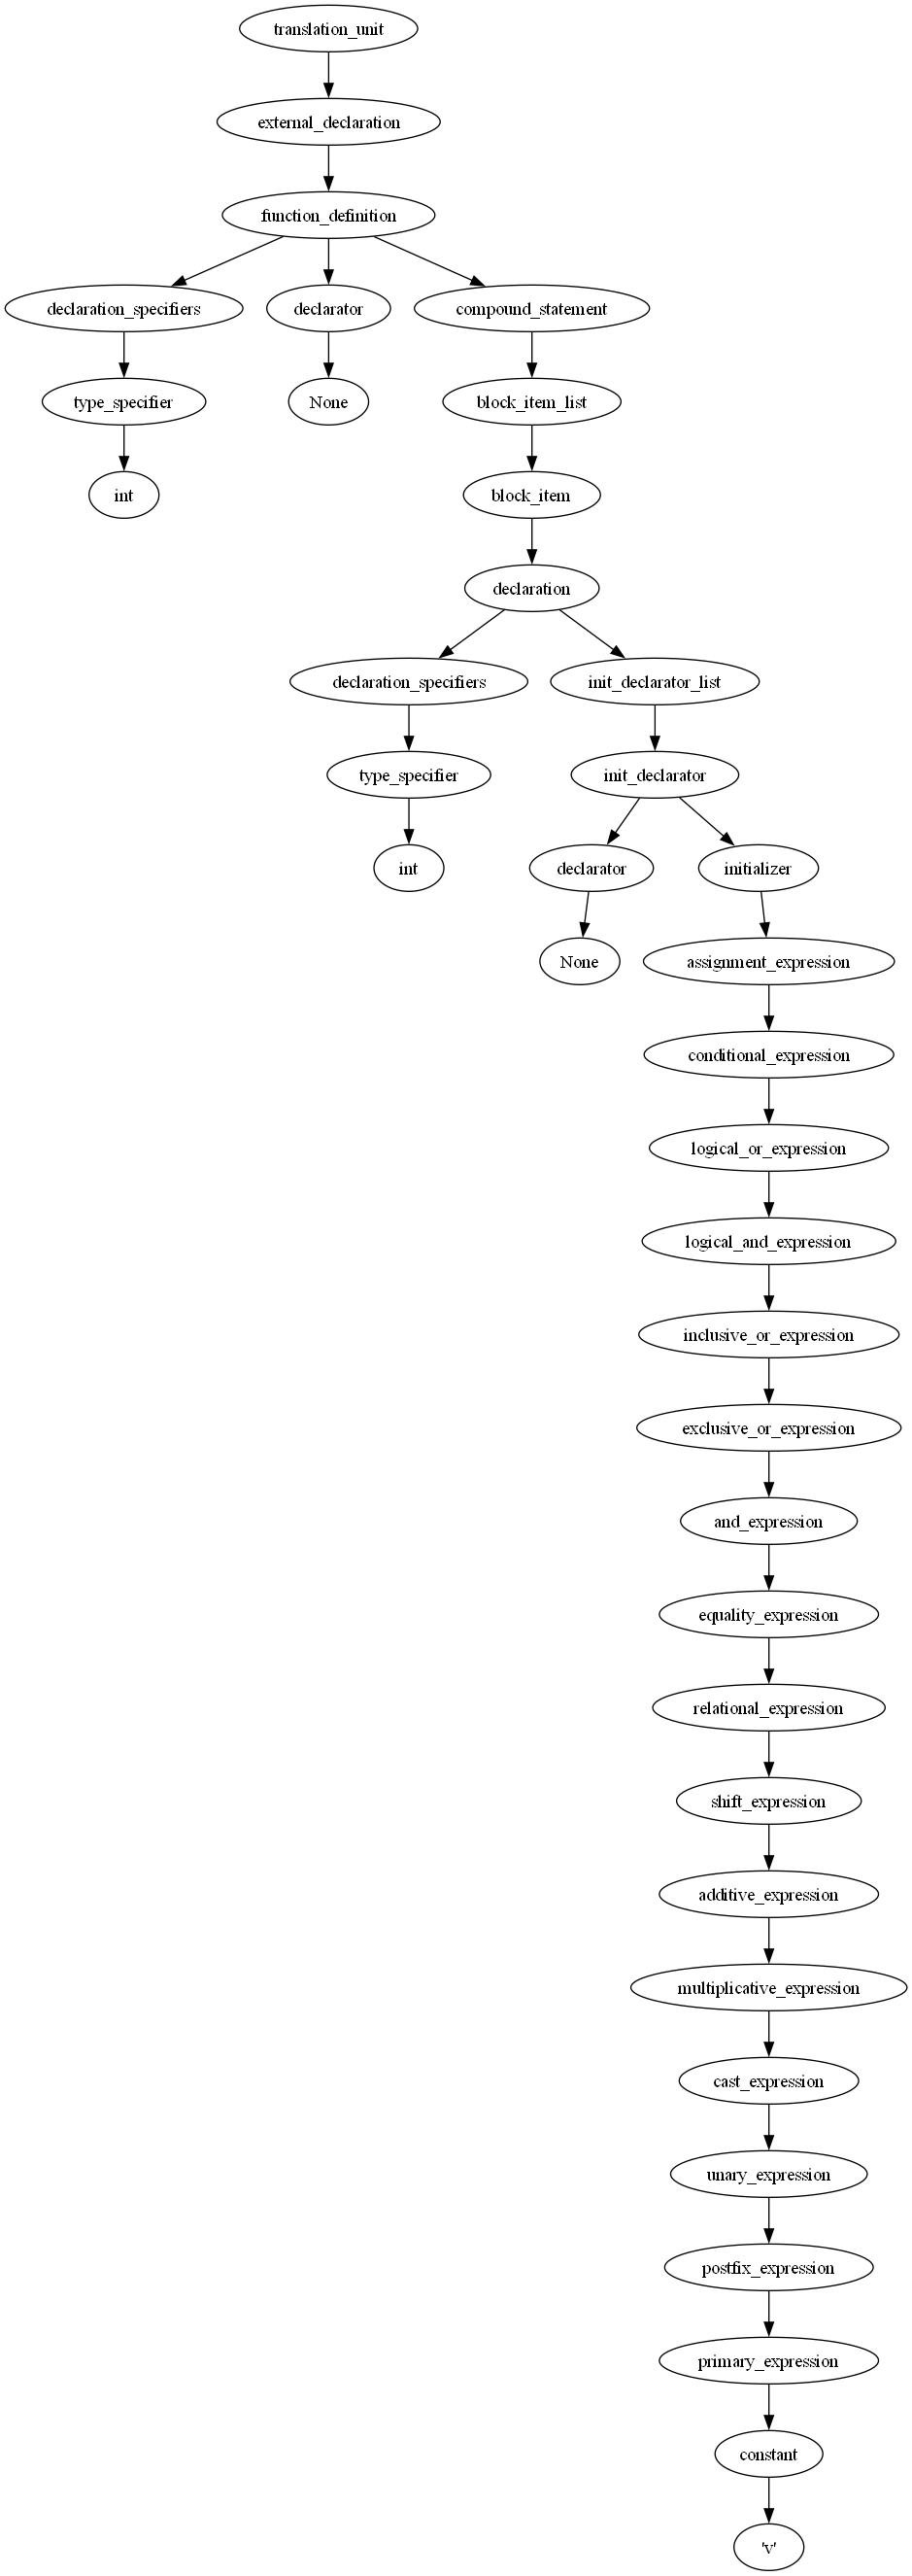 translation_unit
external_declaration
function_definition
declaration_specifiers
declarator
compound_statement
type_specifier
None
block_item_list
int
block_item
declaration
declaration_specifiers
init_declarator_list
type_specifier
init_declarator
int
declarator
initializer
None
assignment_expression
conditional_expression
logical_or_expression
logical_and_expression
inclusive_or_expression
exclusive_or_expression
and_expression
equality_expression
relational_expression
shift_expression
additive_expression
multiplicative_expression
cast_expression
unary_expression
postfix_expression
primary_expression
constant
'v'